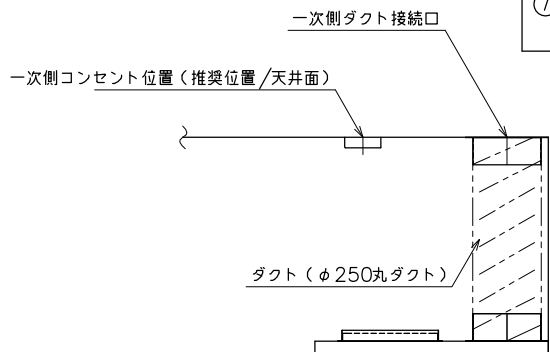 一次側ダクト接続口
一次側コンセント位置（推奨位置/天井面）
ダクト（φ250丸ダクト）